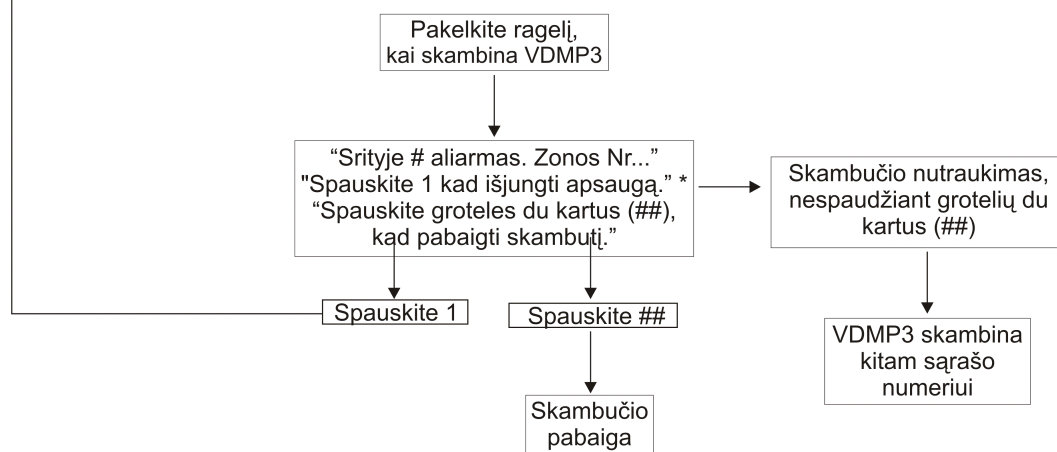 Pakelkite ragelį,
kai skambina VDMP3
“Srityje # aliarmas. Zonos Nr...”
"Spauskite 1 kad išjungti apsaugą.” *
“Spauskite groteles du kartus (##),
kad pabaigti skambutį.”
Skambučio nutraukimas,
nespaudžiant grotelių du
kartus (##)
Spauskite 1
Spauskite ##
VDMP3 skambina
kitam sąrašo
numeriui
Skambučio
pabaiga